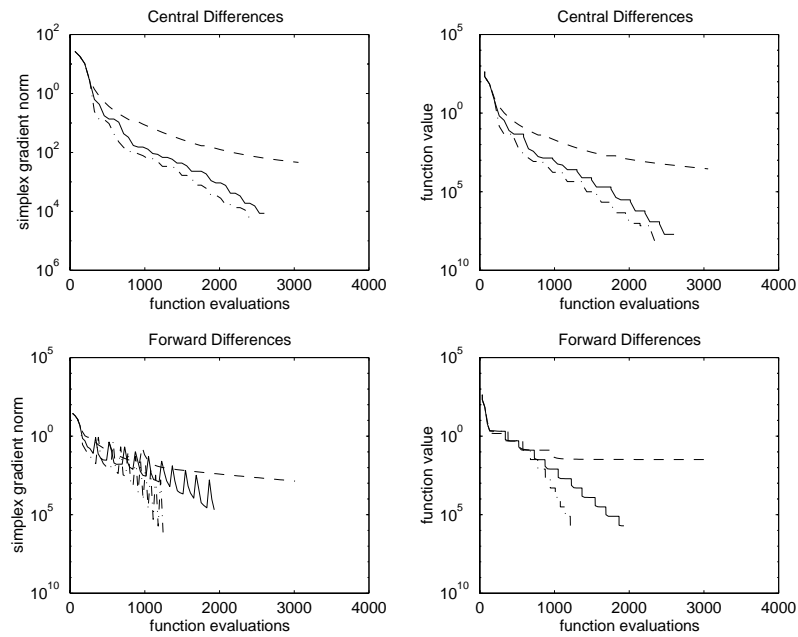 Central Differences
10^2
10^0
10^2
10^4
10^6
0 1000 2000 3000 4000
function evaluations
simplex gradient norm
Central Differences
10^5
10^0
10^5
10^10
0 1000 2000 3000 4000
function evaluations
function value
Forward Differences
10^5
10^0
10^5
10^10
0 1000 2000 3000 4000
function evaluations
simplex gradient norm
Forward Differences
10^5
10^0
10^5
10^10
0 1000 2000 3000 4000
function evaluations
function value